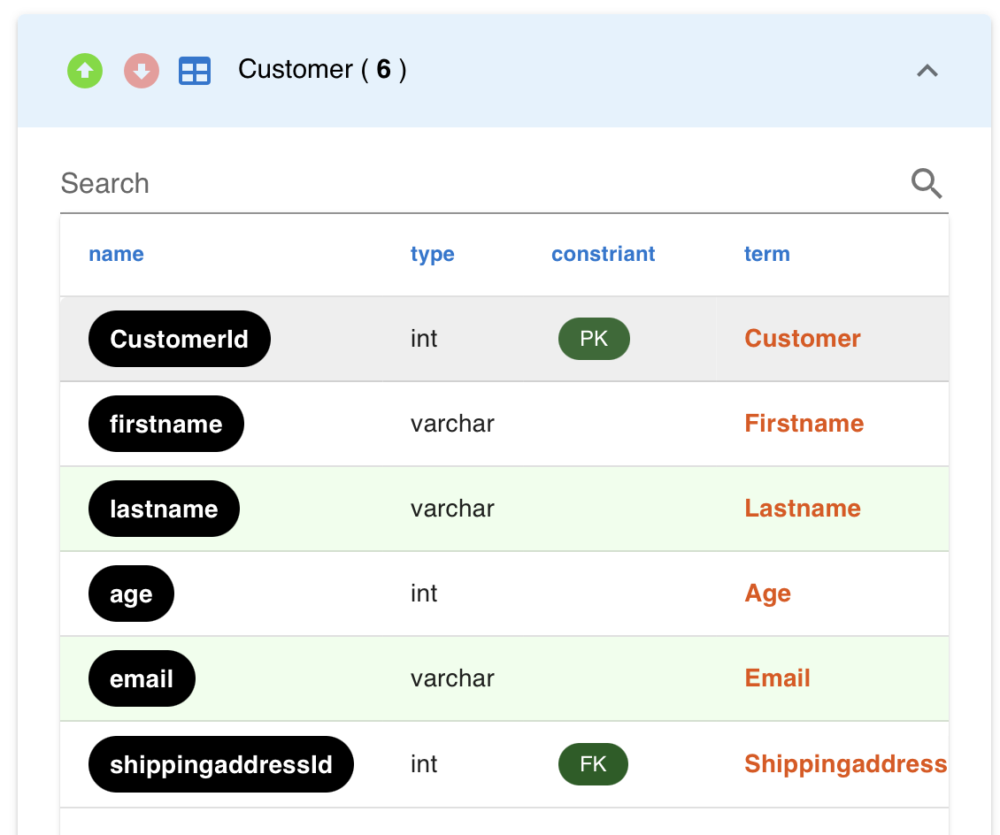 Customer ( 6 )
Search
name type constriant term
CustomerId int PK Customer
firstname varchar Firstname
lastname varchar Lastname
age int Age
email varchar Email
shippingaddressId int FK Shippingaddress